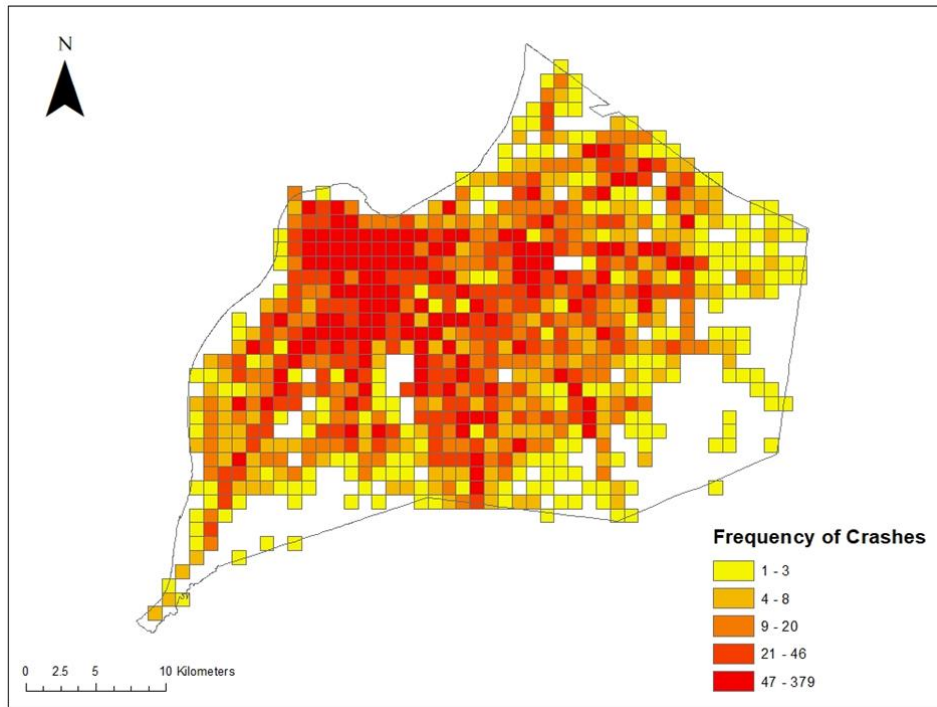 N
Frequency of Crashes
1 - 3
4 - 8
9 - 20
21 - 46
47 - 379
0 2.5 5 10 Kilometers